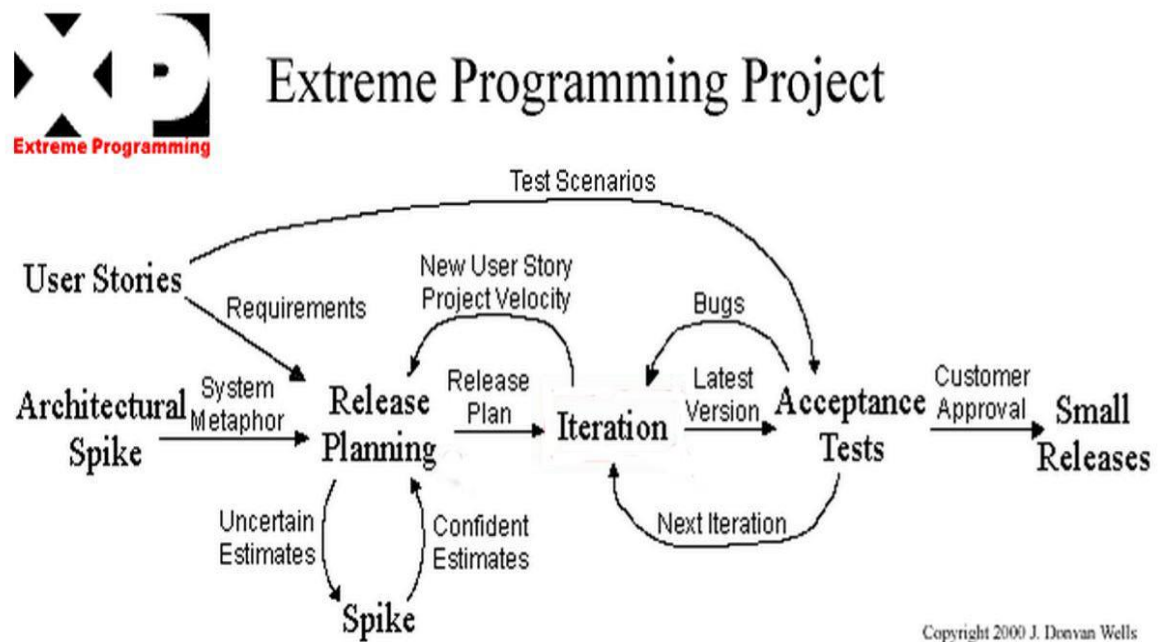 XP
Extreme Programming
Extreme Programming Project
Test Scenarios
User Stories
Requirements
New User Story
Project Velocity
Bugs
Architectural
Spike
System
Metaphor
Release
Planning
Release
Plan
Iteration
Latest
Version
Acceptance
Tests
Customer
Approval
Small
Releases
Uncertain
Estimates
Confident
Estimates
Next Iteration
Spike
Copyright 2000 J. Donvan Wells